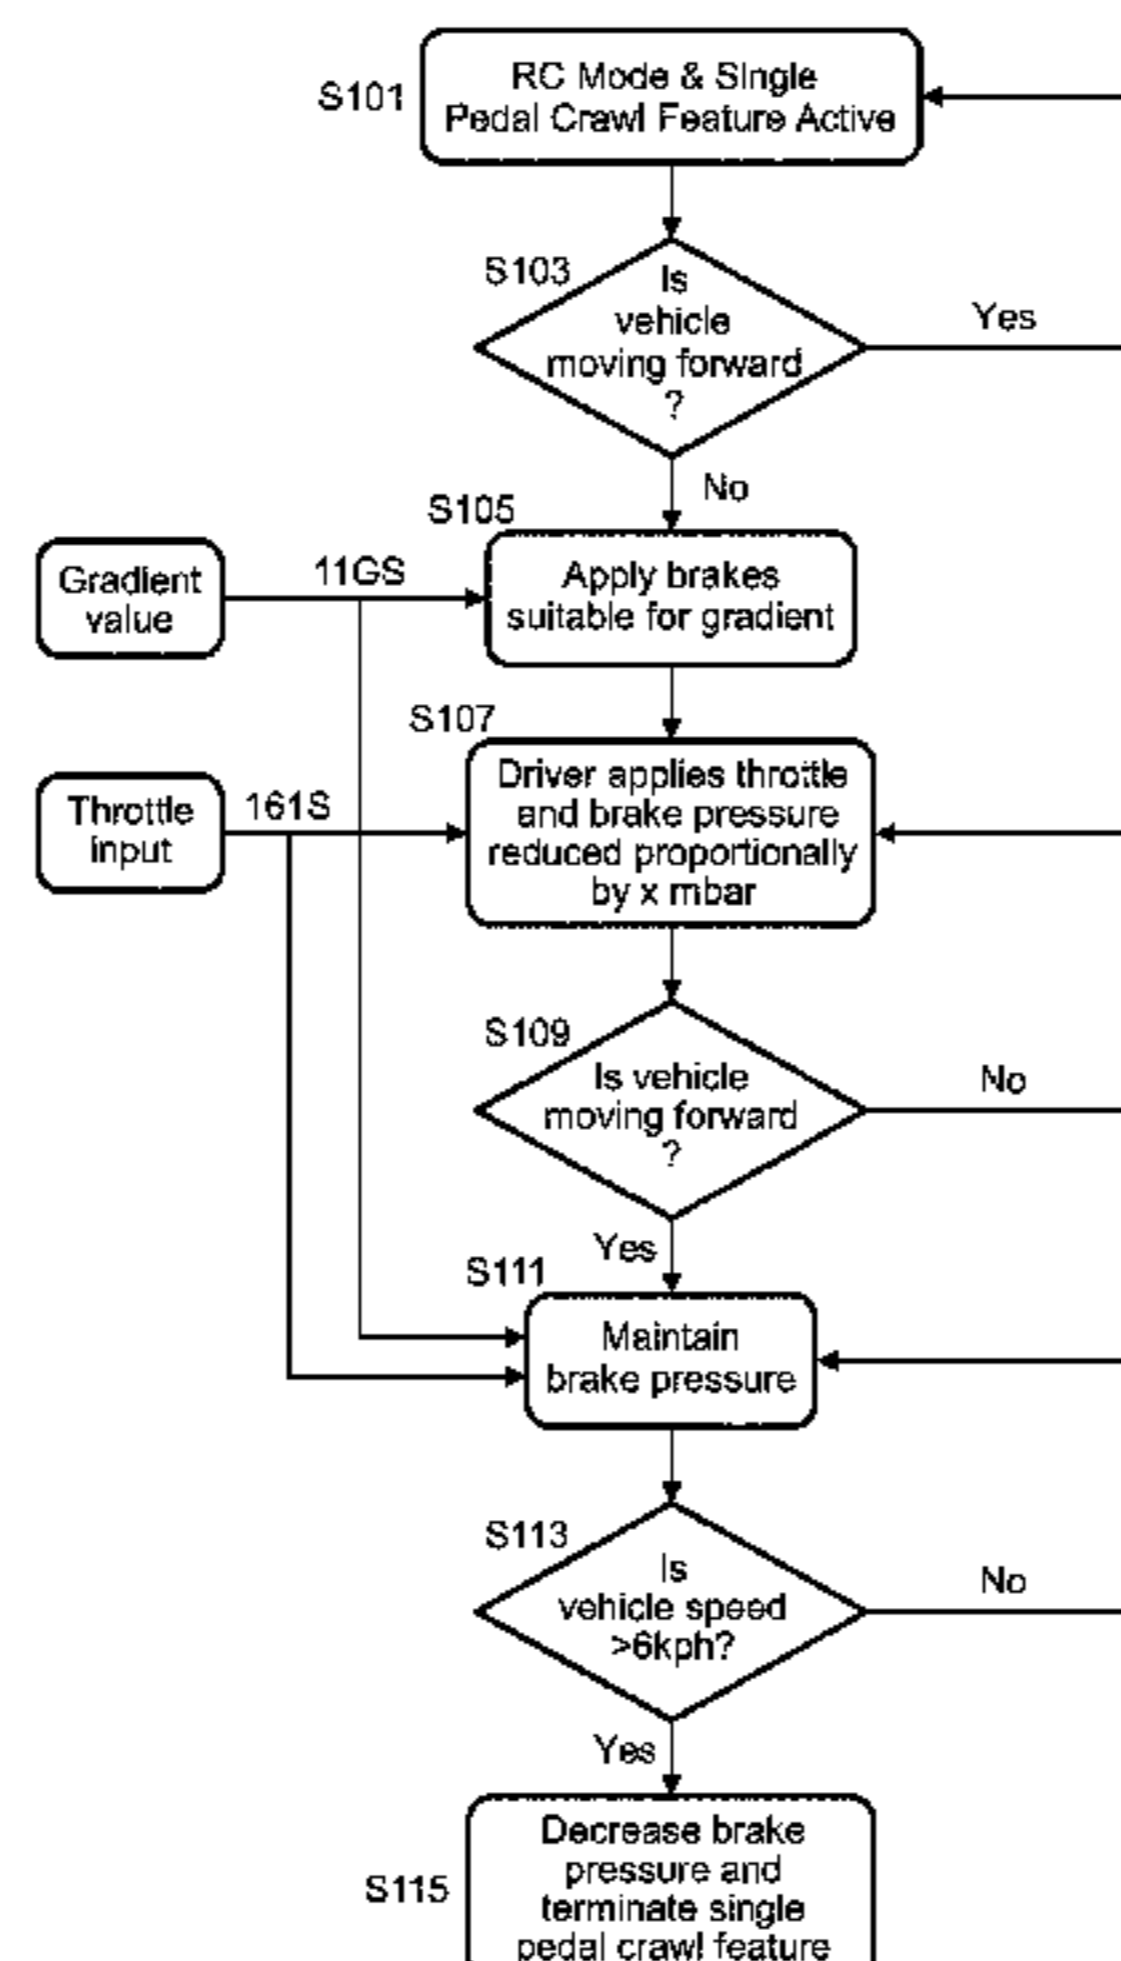 RC Mode & Single
Pedal Crawl Feature Active
S101
S103
Is
vehicle
moving forward
?
Yes
No
S105
Gradient
value
11GS
Apply brakes
suitable for gradient
S107
Throttle
input
161S
Driver applies throttle
and brake pressure
reduced proportionally
by x mbar
S109
Is vehicle
moving forward
?
No
Yes
S111
Maintain
brake pressure
S113
Is
vehicle speed
>6kph?
No
Yes
S115
Decrease brake
pressure and
terminate single
pedal crawl feature